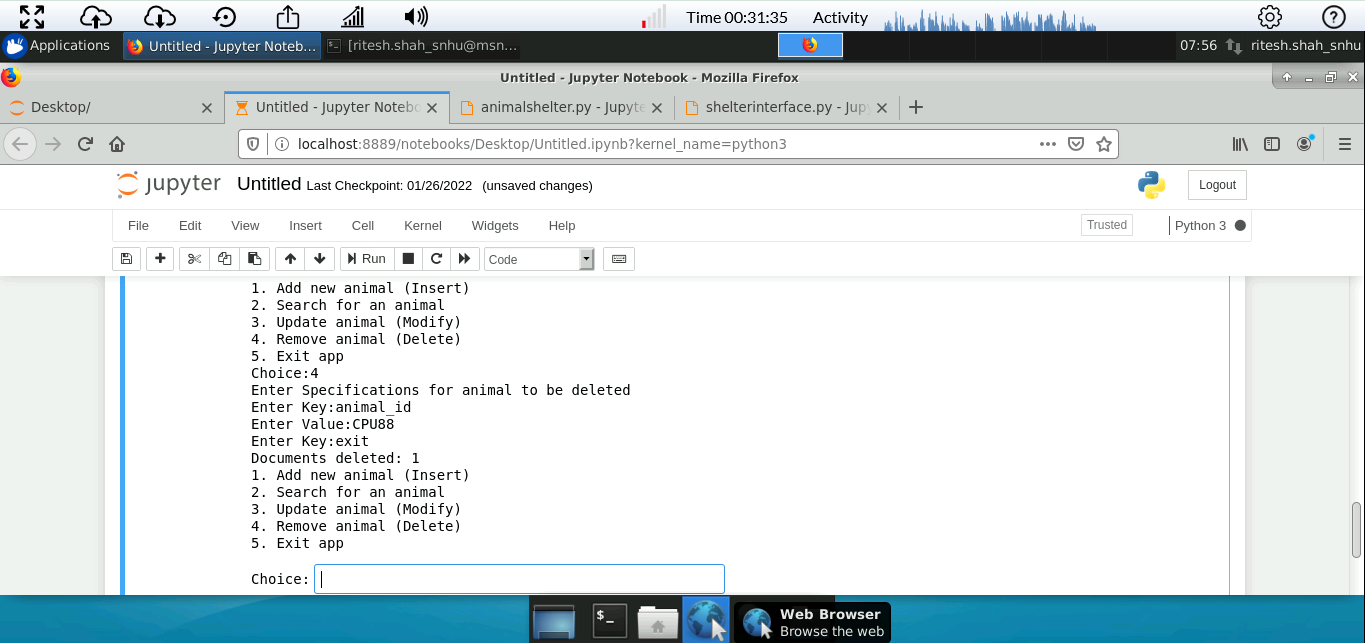 Time 00:31:35 Activity
Applications Untitled - Jupyter Noteb... [ritesh.shah_snhu@msn... 07:56 ritesh.shah_snhu
Untitled - Jupyter Notebook - Mozilla Firefox
Desktop/ Untitled - Jupyter Notebo animalshelter.py - Jupyte shelterinterface.py - Jup
localhost:8889/notebooks/Desktop/Untitled.ipynb?kernel_name=python3
jupyter Untitled Last Checkpoint: 01/26/2022 (unsaved changes) Logout
File Edit View Insert Cell Kernel Widgets Help Trusted Python 3
Run Code
1. Add new animal (Insert)
2. Search for an animal
3. Update animal (Modify)
4. Remove animal (Delete)
5. Exit app
Choice:4
Enter Specifications for animal to be deleted
Enter Key:animal_id
Enter Value:CPU88
Enter Key:exit
Documents deleted: 1
1. Add new animal (Insert)
2. Search for an animal
3. Update animal (Modify)
4. Remove animal (Delete)
5. Exit app
Choice:
$_ Web Browser
Browse the web